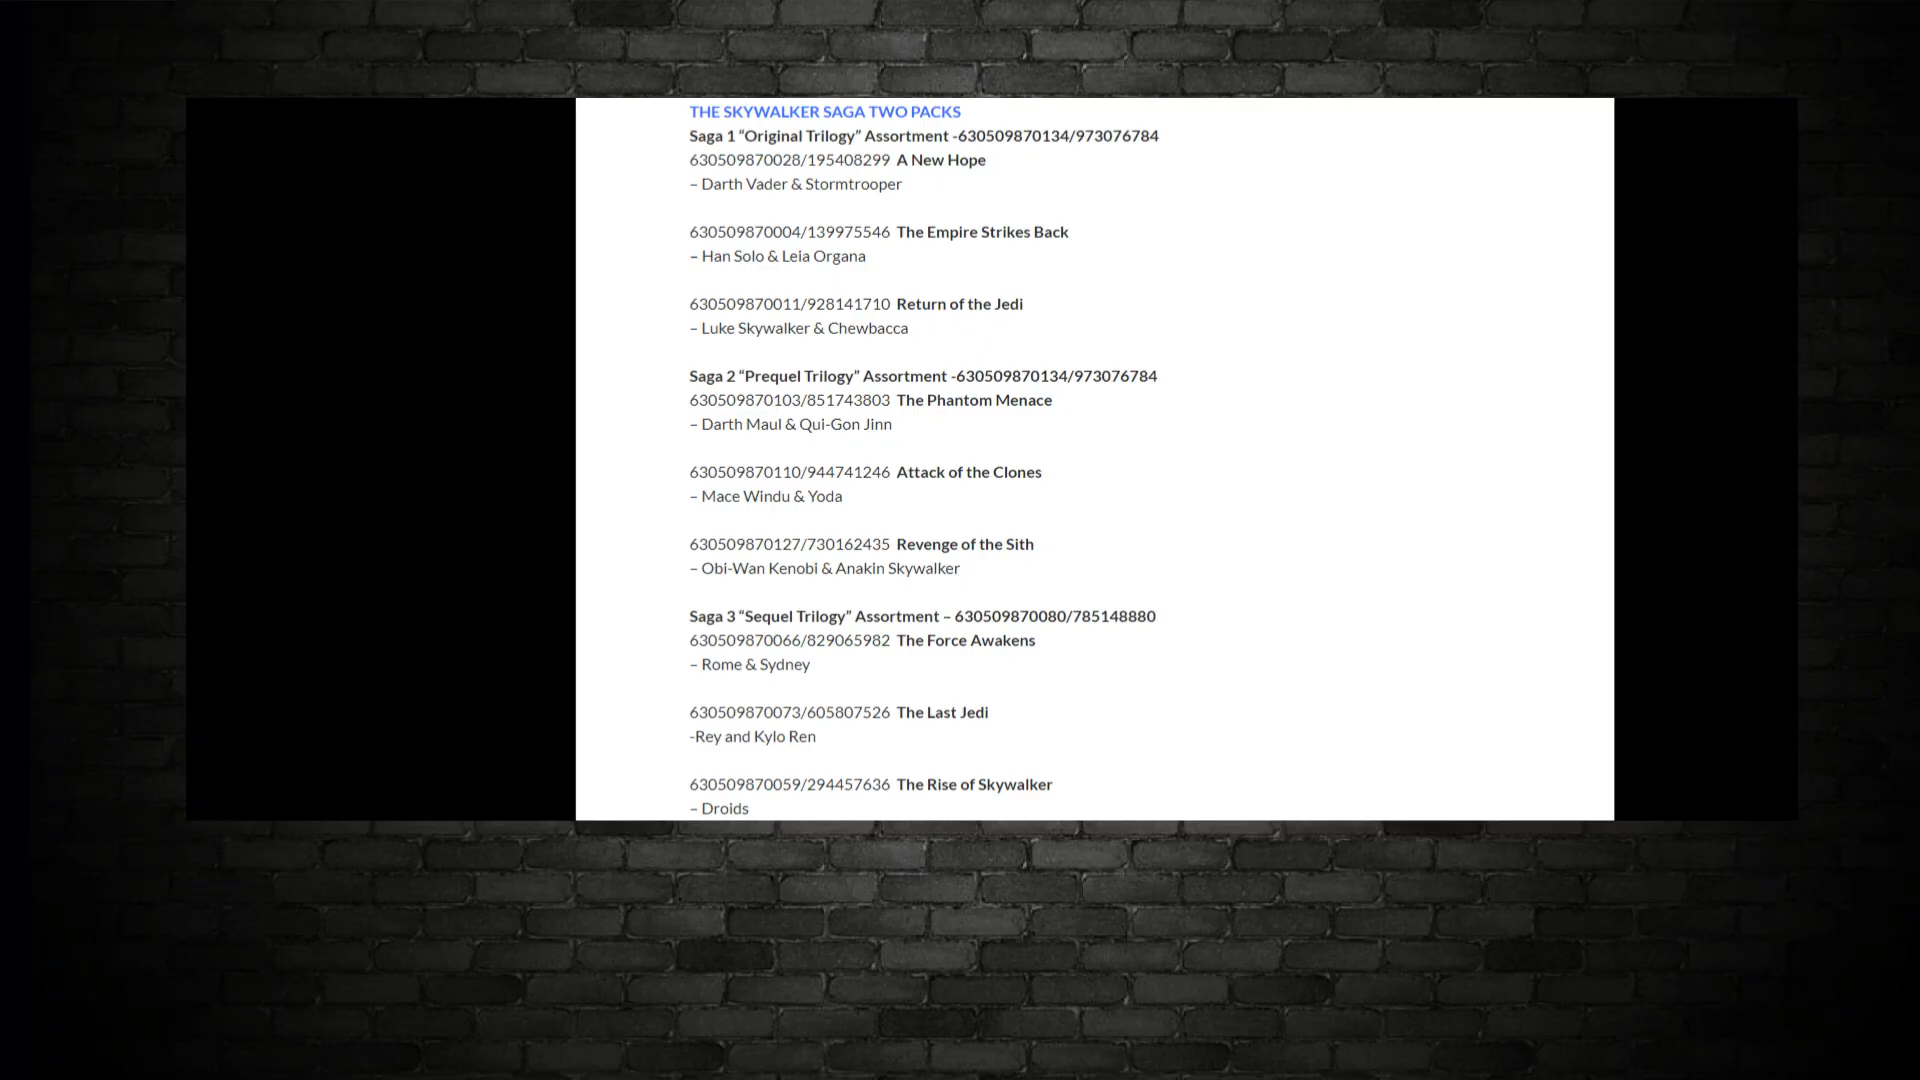 THE SKYWALKER SAGA TWO PACKS
Saga 1 “Original Trilogy” Assortment -630509870134/973076784
630509870028/195408299 A New Hope
– Darth Vader & Stormtrooper
630509870004/139975546 The Empire Strikes Back
– Han Solo & Leia Organa
630509870011/928141710 Return of the Jedi
– Luke Skywalker & Chewbacca
Saga 2 “Prequel Trilogy” Assortment -630509870134/973076784
630509870103/851743803 The Phantom Menace
– Darth Maul & Qui-Gon Jinn
630509870110/944741246 Attack of the Clones
– Mace Windu & Yoda
630509870127/730162435 Revenge of the Sith
– Obi-Wan Kenobi & Anakin Skywalker
Saga 3 “Sequel Trilogy” Assortment – 630509870080/785148880
630509870066/829065982 The Force Awakens
– Rome & Sydney
630509870073/605807526 The Last Jedi
-Rey and Kylo Ren
630509870059/294457636 The Rise of Skywalker
– Droids